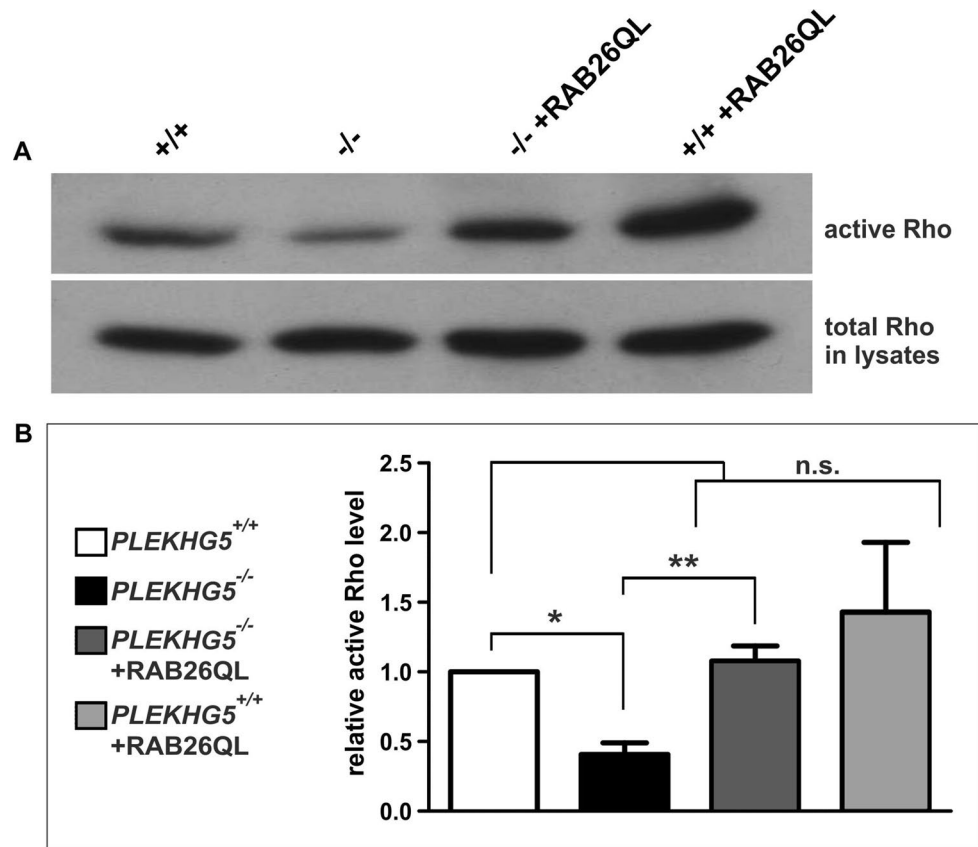 A
+/+
-/-
-/- +RAB26QL
+/+ +RAB26QL
active Rho
total Rho
in lysates
B
PLEKHG5+/+
PLEKHG5-/-
PLEKHG5-/-
+RAB26QL
PLEKHG5+/+
+RAB26QL
relative active Rho level
2.5
2.0
1.5
1.0
0.5
0.0
*
**
n.s.